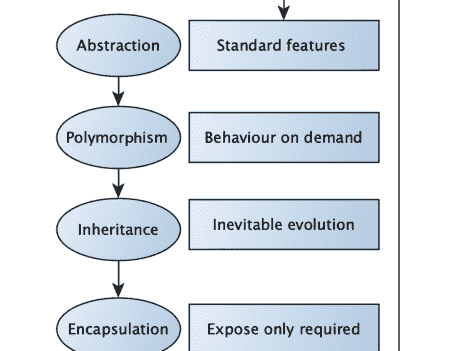 Abstraction
Standard features
Polymorphism
Behaviour on demand
Inheritance
Inevitable evolution
Encapsulation
Expose only required